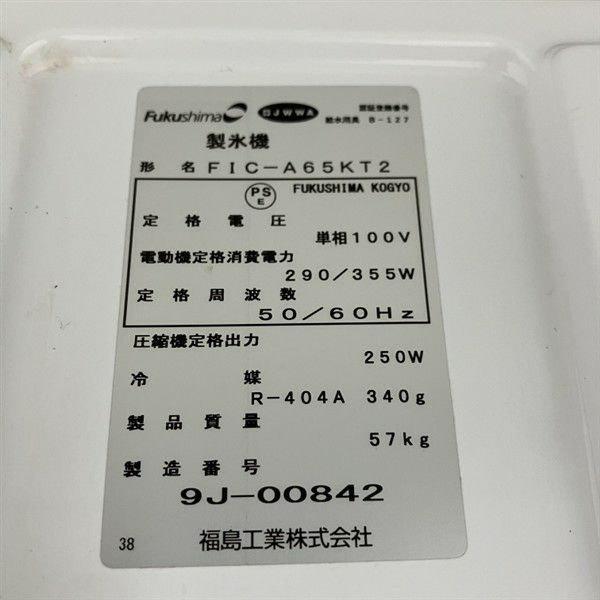 Fukushima JWWA 認証登録番号
給水用具 B-127
製氷機
形名 FIC-A65KT2
PS E FUKUSHIMA KOGYO
定格電圧
単相100V
電動機定格消費電力
290/355W
定格周波数
50/60Hz
圧縮機定格出力
250W
冷媒
R-404A 340g
製品質量
57kg
製造番号
9J-00842
38 福島工業株式会社